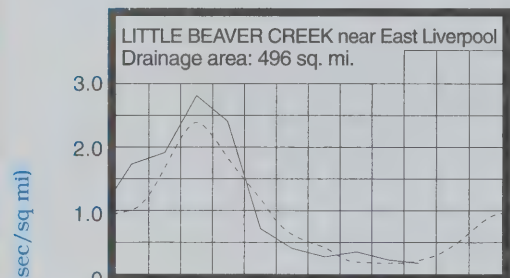 LITTLE BEAVER CREEK near East Liverpool
Drainage area: 496 sq. mi.
3.0
2.0
1.0
0
sec/sq mi)